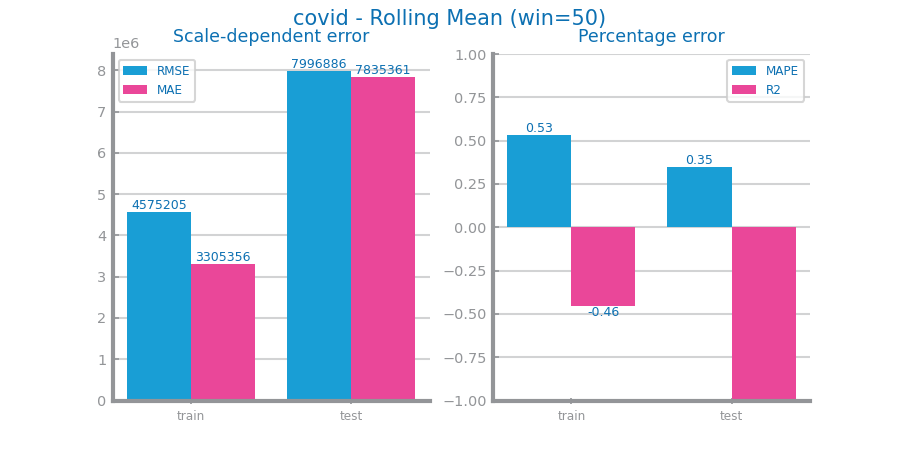 covid - Rolling Mean (win=50)
Scale-dependent error
1e6
RMSE
MAE
8
7
6
5
4
3
2
1
0
4575205
3305356
7996886
7835361
train
test
Percentage error
MAPE
R2
1.00
0.75
0.50
0.25
0.00
−0.25
−0.50
−0.75
−1.00
0.53
-0.46
0.35
train
test